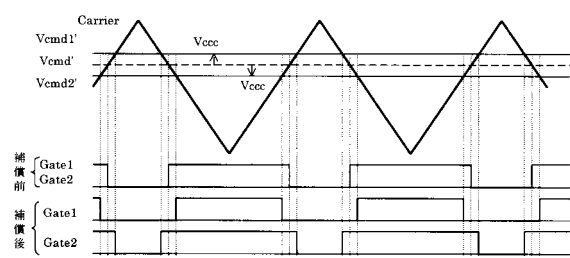 Carrier
Vcmd1'
Vccc
Vcmd'
Vcmd2'
Vccc
補償前
Gate1
Gate2
補償後
Gate1
Gate2